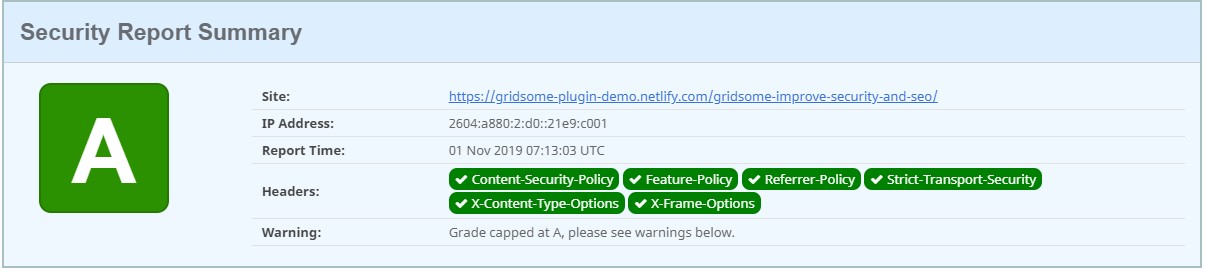 Security Report Summary
A
Site: https://gridsome-plugin-demo.netlify.com/gridsome-improve-security-and-seo/
IP Address: 2604:a880:2:d0::21e9:c001
Report Time: 01 Nov 2019 07:13:03 UTC
Headers: Content-Security-Policy Feature-Policy Referrer-Policy Strict-Transport-Security
X-Content-Type-Options X-Frame-Options
Warning: Grade capped at A, please see warnings below.